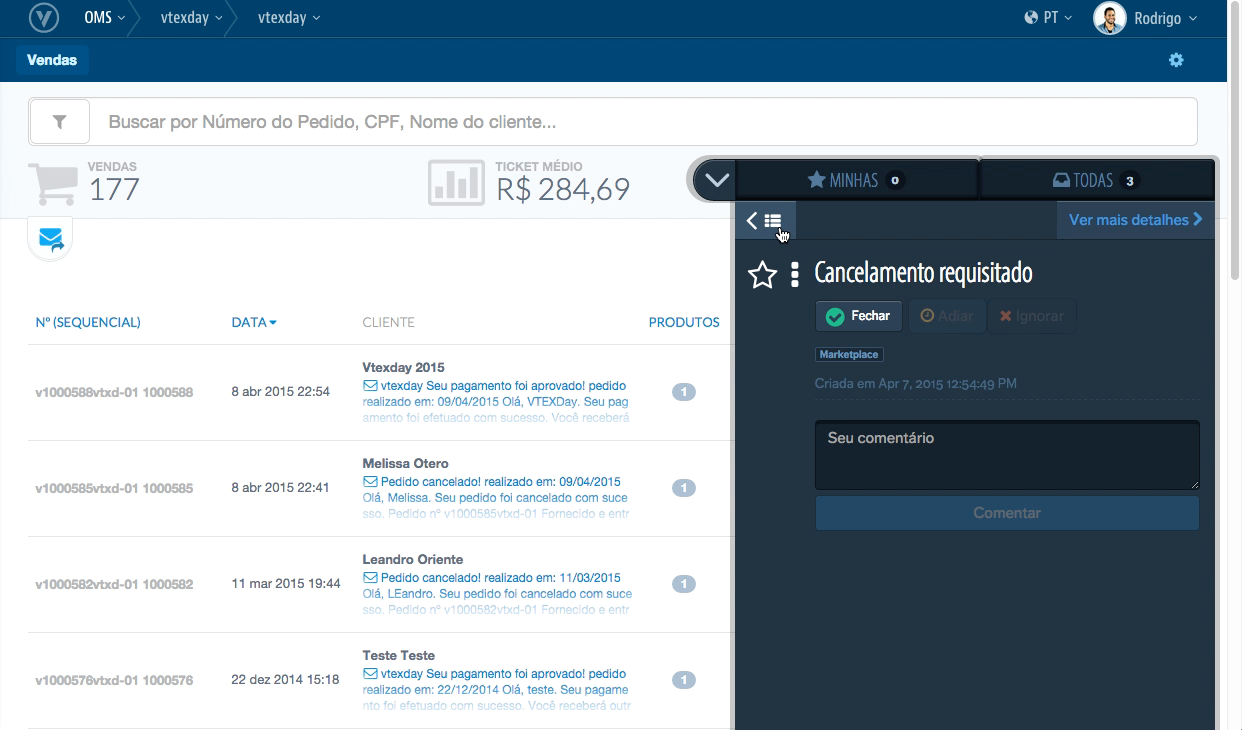 OMS vtexday vtexday PT Rodrigo
Vendas
Buscar por Número do Pedido, CPF, Nome do cliente...
VENDAS
177
TICKET MÉDIO
R$ 284,69
MINHAS 0
TODAS 3
Ver mais detalhes
Cancelamento requisitado
Fechar Adiar Ignorar
Marketplace
Criada em Apr 7, 2015 12:54:49 PM
Seu comentário
Comentar
Nº (SEQUENCIAL) DATA CLIENTE PRODUTOS
v1000588vtxd-01 1000588
8 abr 2015 22:54
Vtexday 2015
vtexday Seu pagamento foi aprovado! pedido
realizado em: 09/04/2015 Olá, VTEXDay. Seu pag
amento foi efetuado com sucesso. Você receberá
1
v1000585vtxd-01 1000585
8 abr 2015 22:41
Melissa Otero
Pedido cancelado! realizado em: 09/04/2015
Olá, Melissa. Seu pedido foi cancelado com suce
sso. Pedido nº v1000585vtxd-01 Fornecido e entr
1
v1000582vtxd-01 1000582
11 mar 2015 19:44
Leandro Oriente
Pedido cancelado! realizado em: 11/03/2015
Olá, LEandro. Seu pedido foi cancelado com suce
sso. Pedido nº v1000582vtxd-01 Fornecido e entr
1
v1000576vtxd-01 1000576
22 dez 2014 15:18
Teste Teste
vtexday Seu pagamento foi aprovado! pedido
realizado em: 22/12/2014 Olá, teste. Seu pagame
nto foi efetuado com sucesso. Você receberá outr
1